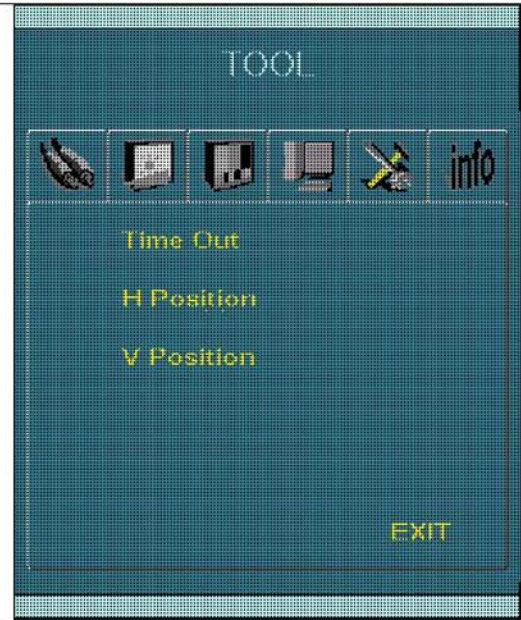 TOOL
info
Time Out
H Position
V Position
EXIT